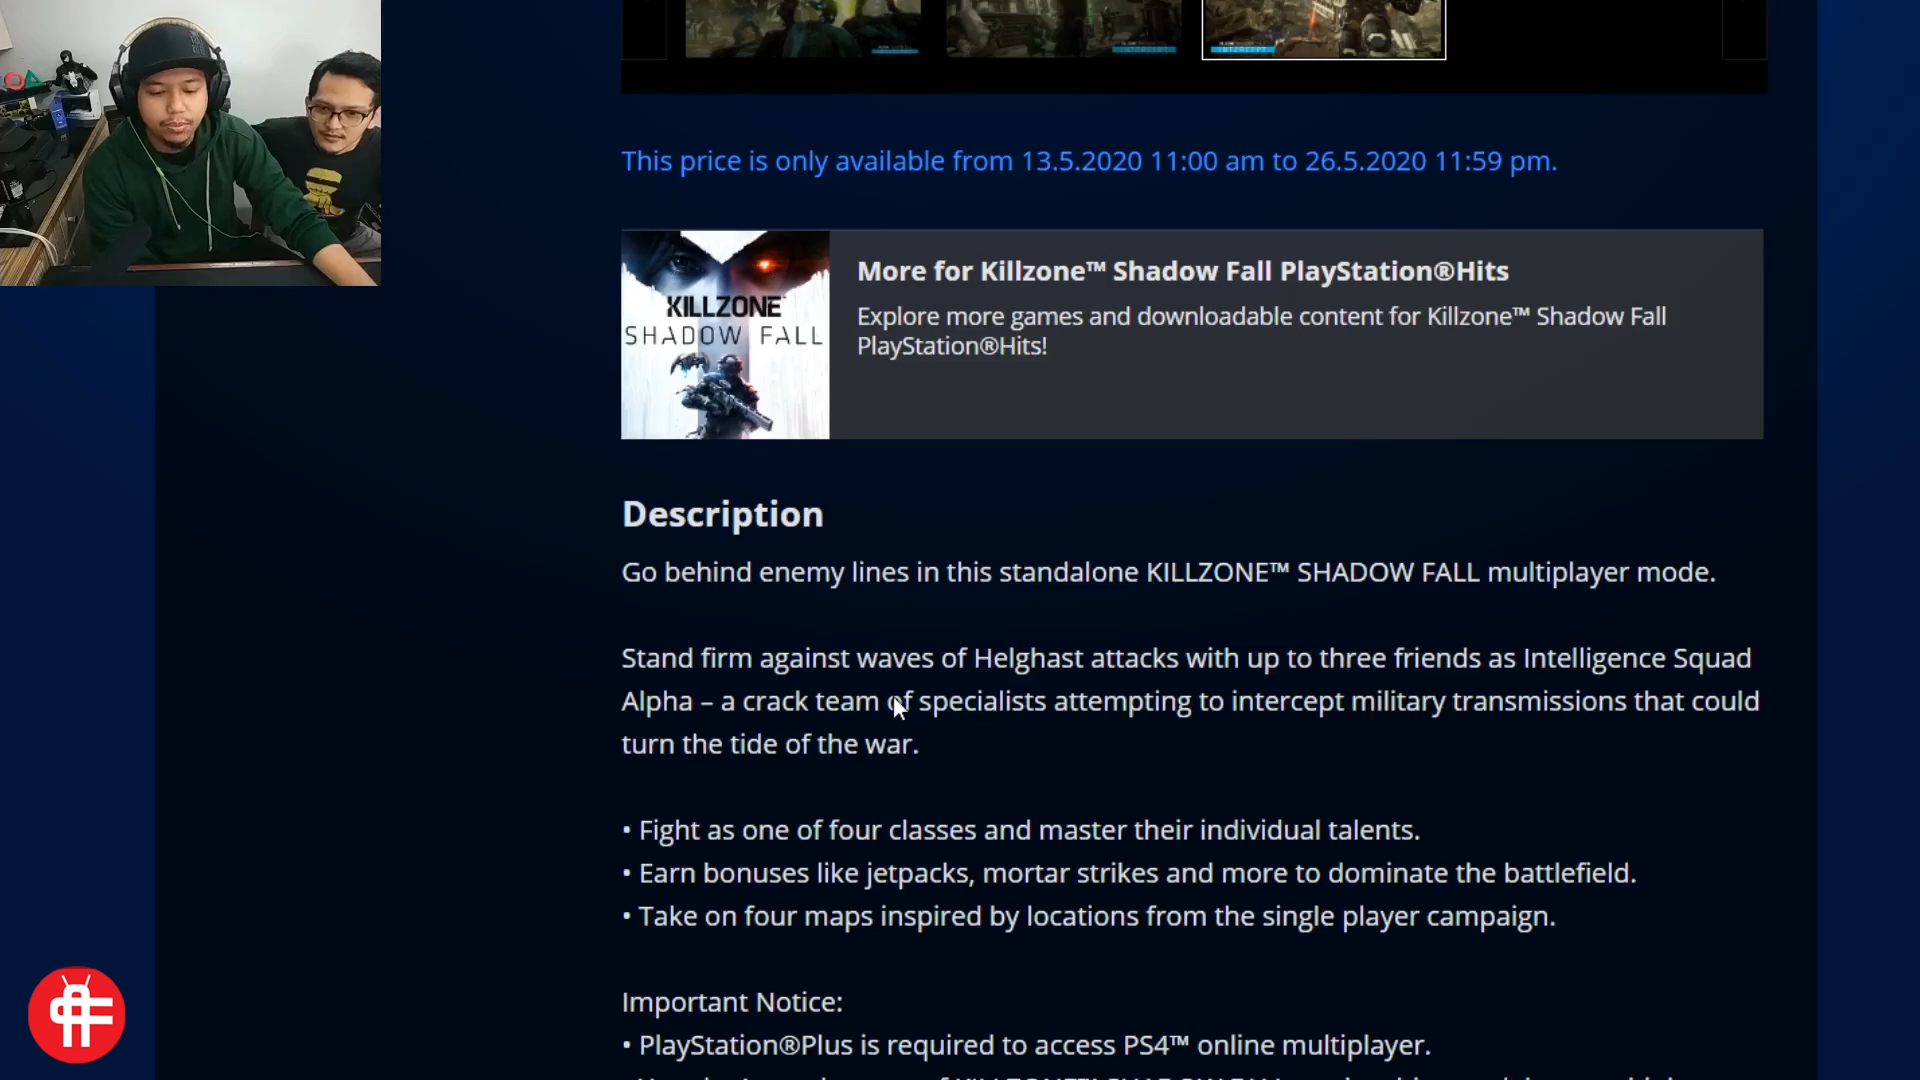 INTERCEPT
This price is only available from 13.5.2020 11:00 am to 26.5.2020 11:59 pm.
KILLZONE
SHADOW FALL
More for Killzone™ Shadow Fall PlayStation®Hits
Explore more games and downloadable content for Killzone™ Shadow Fall
PlayStation®Hits!
Description
Go behind enemy lines in this standalone KILLZONE™ SHADOW FALL multiplayer mode.
Stand firm against waves of Helghast attacks with up to three friends as Intelligence Squad
Alpha – a crack team of specialists attempting to intercept military transmissions that could
turn the tide of the war.
• Fight as one of four classes and master their individual talents.
• Earn bonuses like jetpacks, mortar strikes and more to dominate the battlefield.
• Take on four maps inspired by locations from the single player campaign.
Important Notice:
• PlayStation®Plus is required to access PS4™ online multiplayer.